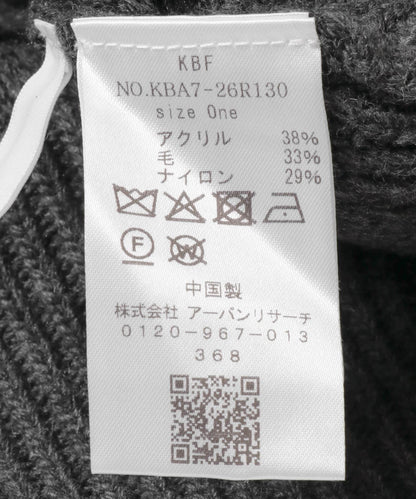 KBF
NO.KBA7-26R130
size One
アクリル 38%
毛 33%
ナイロン 29%
F W
中国製
株式会社 アーバンリサーチ
0120-967-013
368